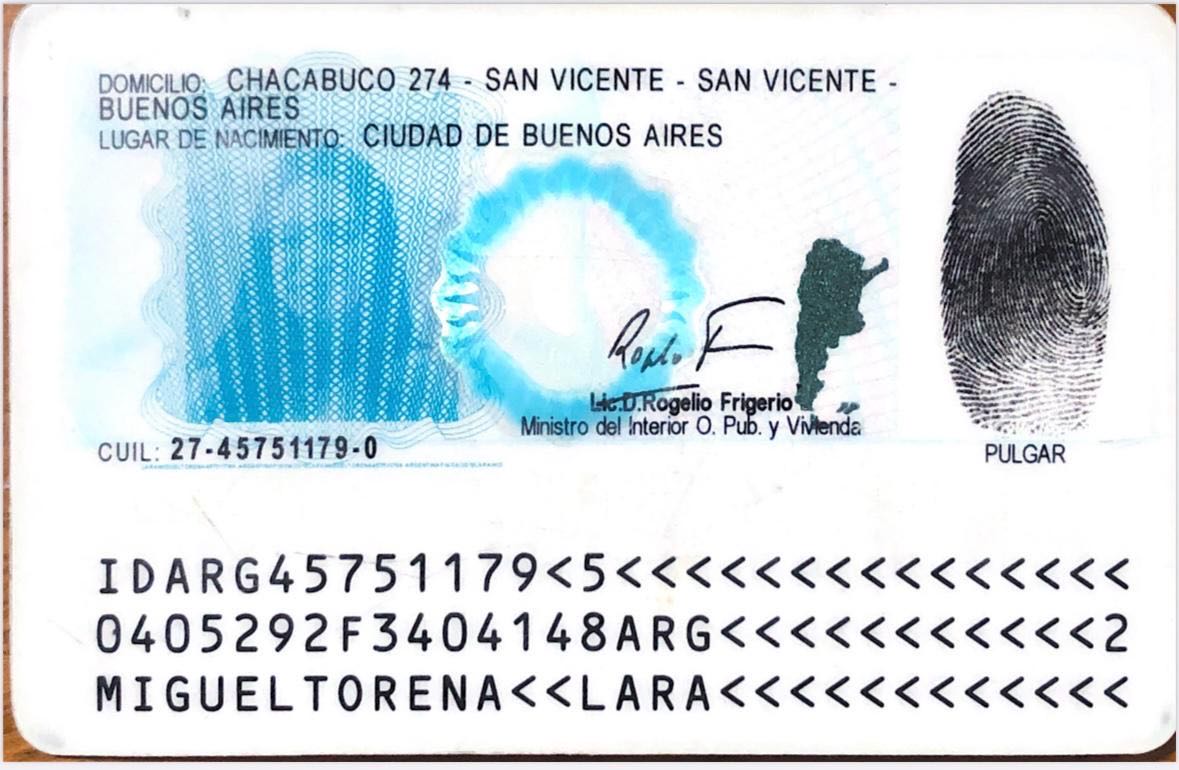 DOMICILIO: CHACABUCO 274 - SAN VICENTE - SAN VICENTE -
BUENOS AIRES
LUGAR DE NACIMIENTO: CIUDAD DE BUENOS AIRES
Lic.D.Rogelio Frigerio
Ministro del Interior O. Pub. y Vivienda
CUIL: 27-45751179-0
PULGAR
IDARG45751179<5<<<<<<<<<<<<<<<
0405292F3404148ARG<<<<<<<<<<<2
MIGUELTORENA<<LARA<<<<<<<<<<<<